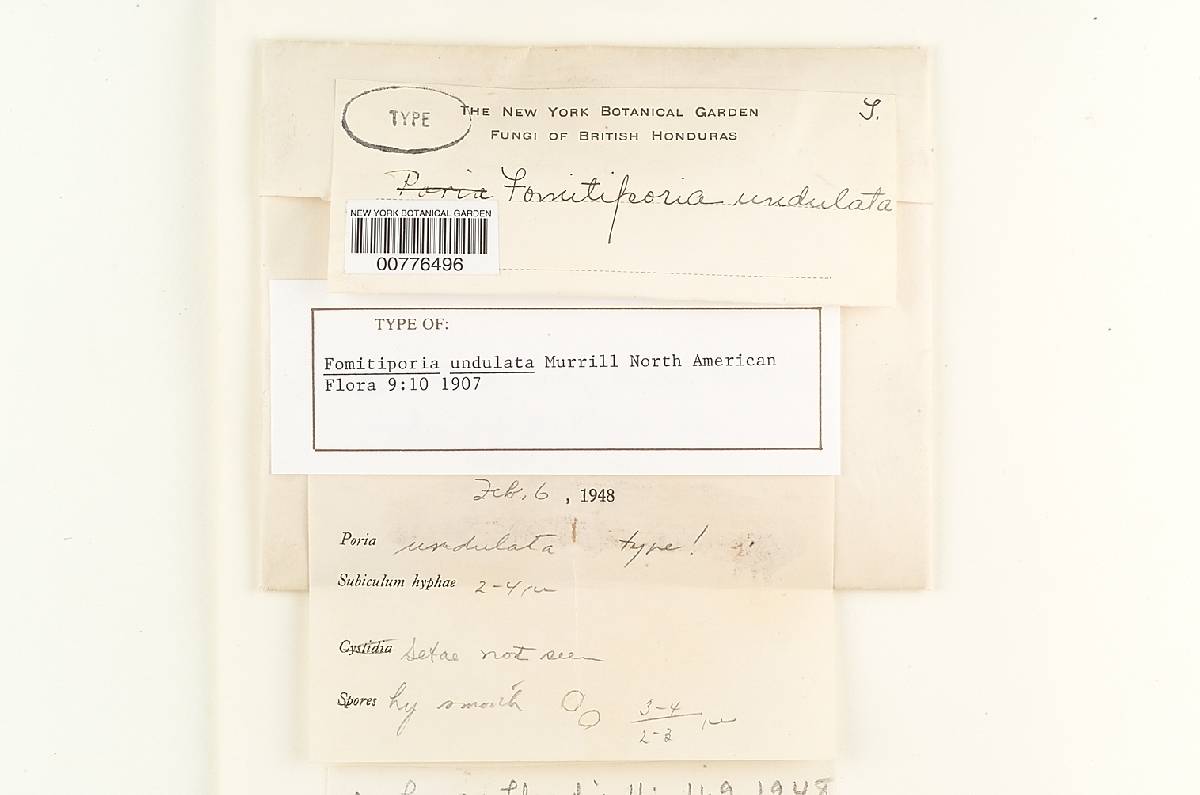 TYPE THE NEW YORK BOTANICAL GARDEN S.
FUNGI OF BRITISH HONDURAS
Poria Fomitiporia undulata
NEW YORK BOTANICAL GARDEN
00776496
TYPE OF:
Fomitiporia undulata Murrill North American
Flora 9:10 1907
Feb. 6, 1948
Poria undulata type!
Subiculum hyphae 2-4 µ
Cystidia Setae not seen
Spores hy smooth 3-4
2-3 µ
1948